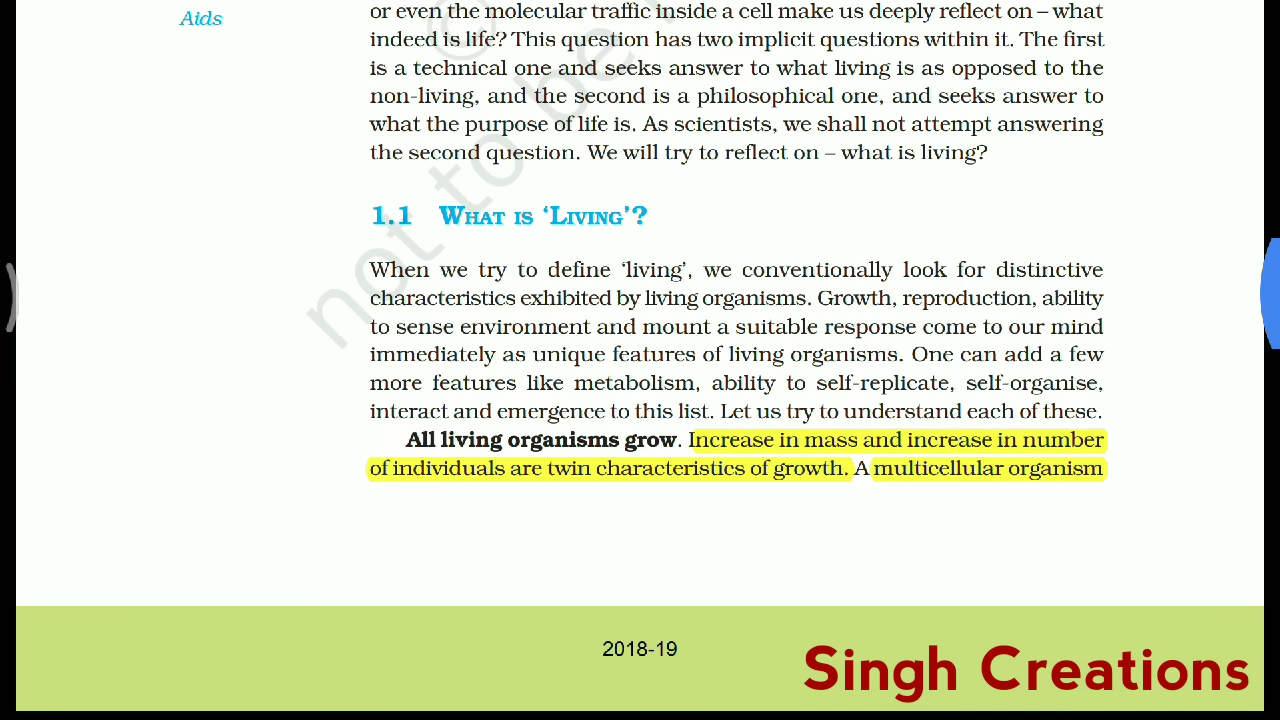 Aids
or even the molecular traffic inside a cell make us deeply reflect on – what
indeed is life? This question has two implicit questions within it. The first
is a technical one and seeks answer to what living is as opposed to the
non-living, and the second is a philosophical one, and seeks answer to
what the purpose of life is. As scientists, we shall not attempt answering
the second question. We will try to reflect on – what is living?
1.1 WHAT IS ‘LIVING’?
When we try to define ‘living’, we conventionally look for distinctive
characteristics exhibited by living organisms. Growth, reproduction, ability
to sense environment and mount a suitable response come to our mind
immediately as unique features of living organisms. One can add a few
more features like metabolism, ability to self-replicate, self-organise,
interact and emergence to this list. Let us try to understand each of these.
All living organisms grow. Increase in mass and increase in number
of individuals are twin characteristics of growth. A multicellular organism
©
not to be
2018-19
Singh Creations